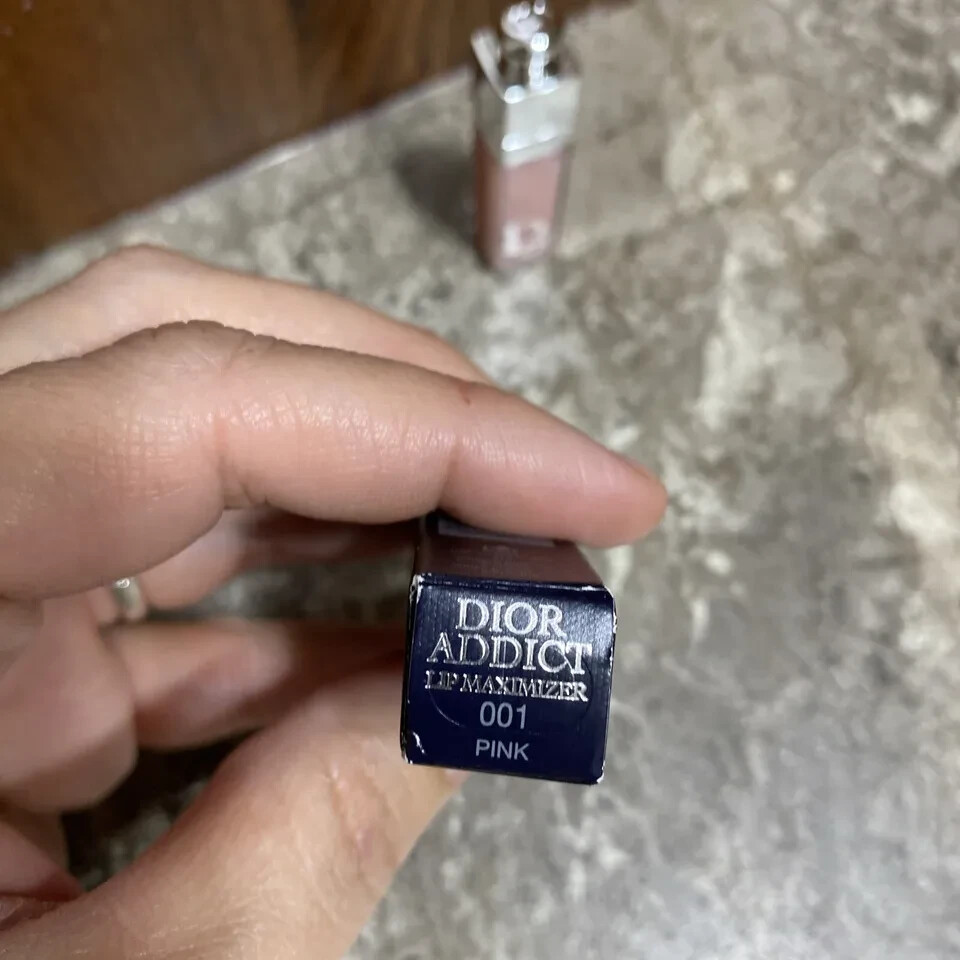 DIOR
ADDICT
LIP MAXIMIZER
001
PINK